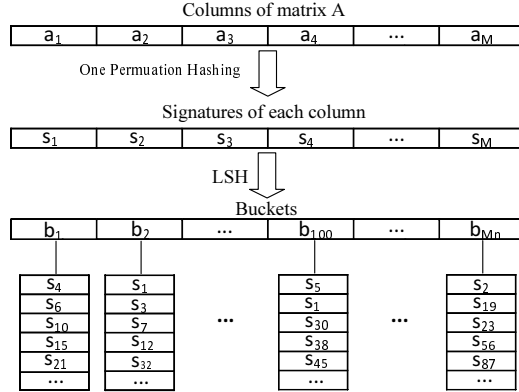 Columns of matrix A
a1 a2 a3 a4 ... aM
One Permuation Hashing
Signatures of each column
s1 s2 s3 s4 ... sM
LSH
Buckets
b1 b2 ... b100 ... bMn
s4 s1 s5 s2
s6 s3 s1 s19
s10 s7 ... s30 ... s23
s15 s12 s38 s56
s21 s32 s45 s87
... ... ... ...